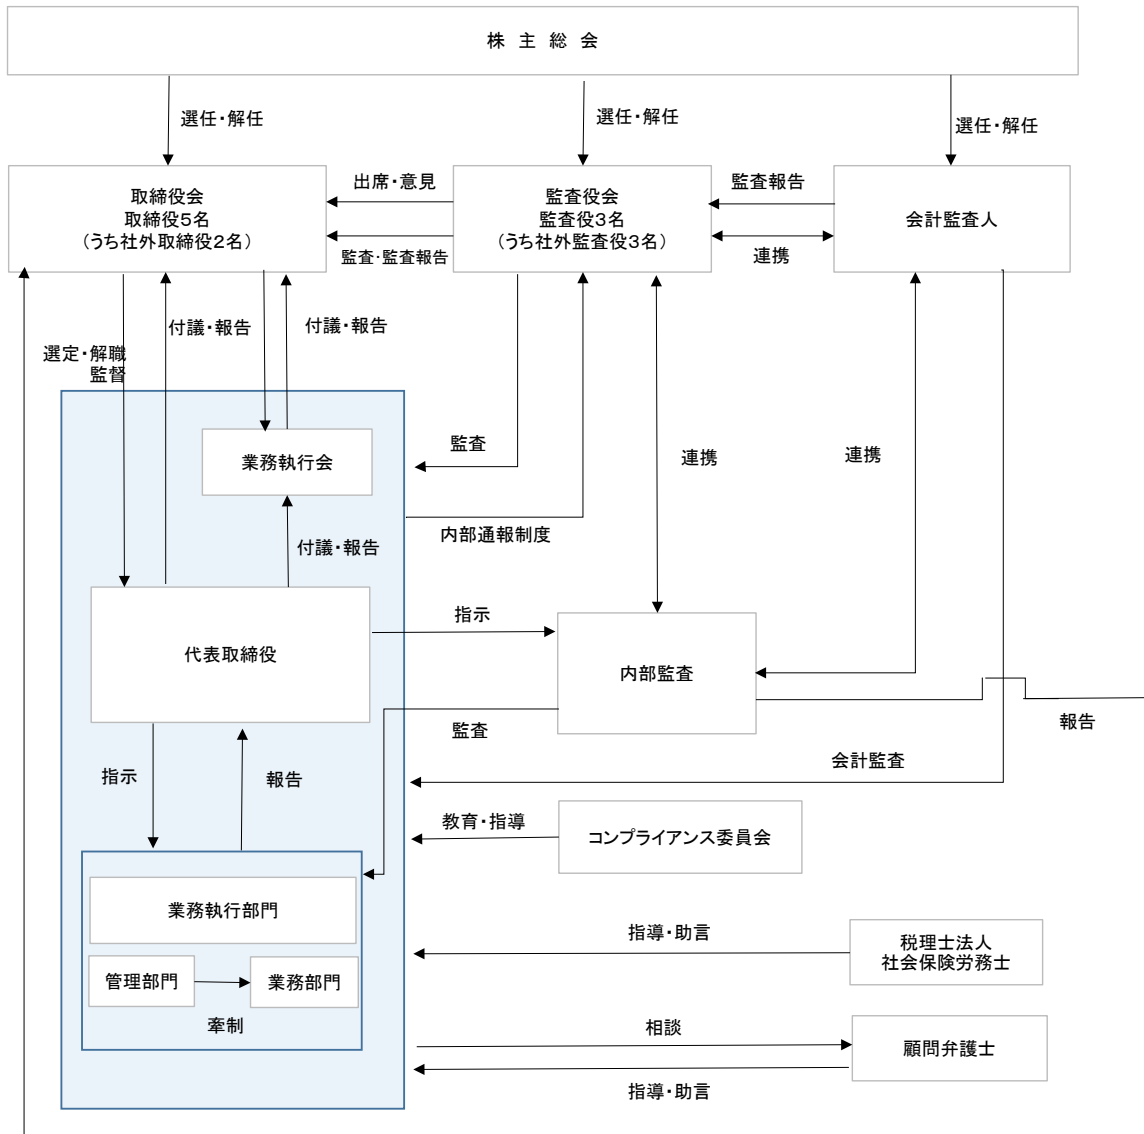 株 主 総 会
選任・解任
選任・解任
選任・解任
取締役会
取締役5名
（うち社外取締役2名）
出席・意見
監査・監査報告
監査役会
監査役3名
（うち社外監査役3名）
監査報告
連携
会計監査人
選定・解職
監督
付議・報告
付議・報告
業務執行会
監査
連携
連携
内部通報制度
付議・報告
代表取締役
指示
内部監査
監査
報告
指示
報告
会計監査
教育・指導
コンプライアンス委員会
業務執行部門
管理部門
業務部門
牽制
指導・助言
税理士法人
社会保険労務士
相談
顧問弁護士
指導・助言